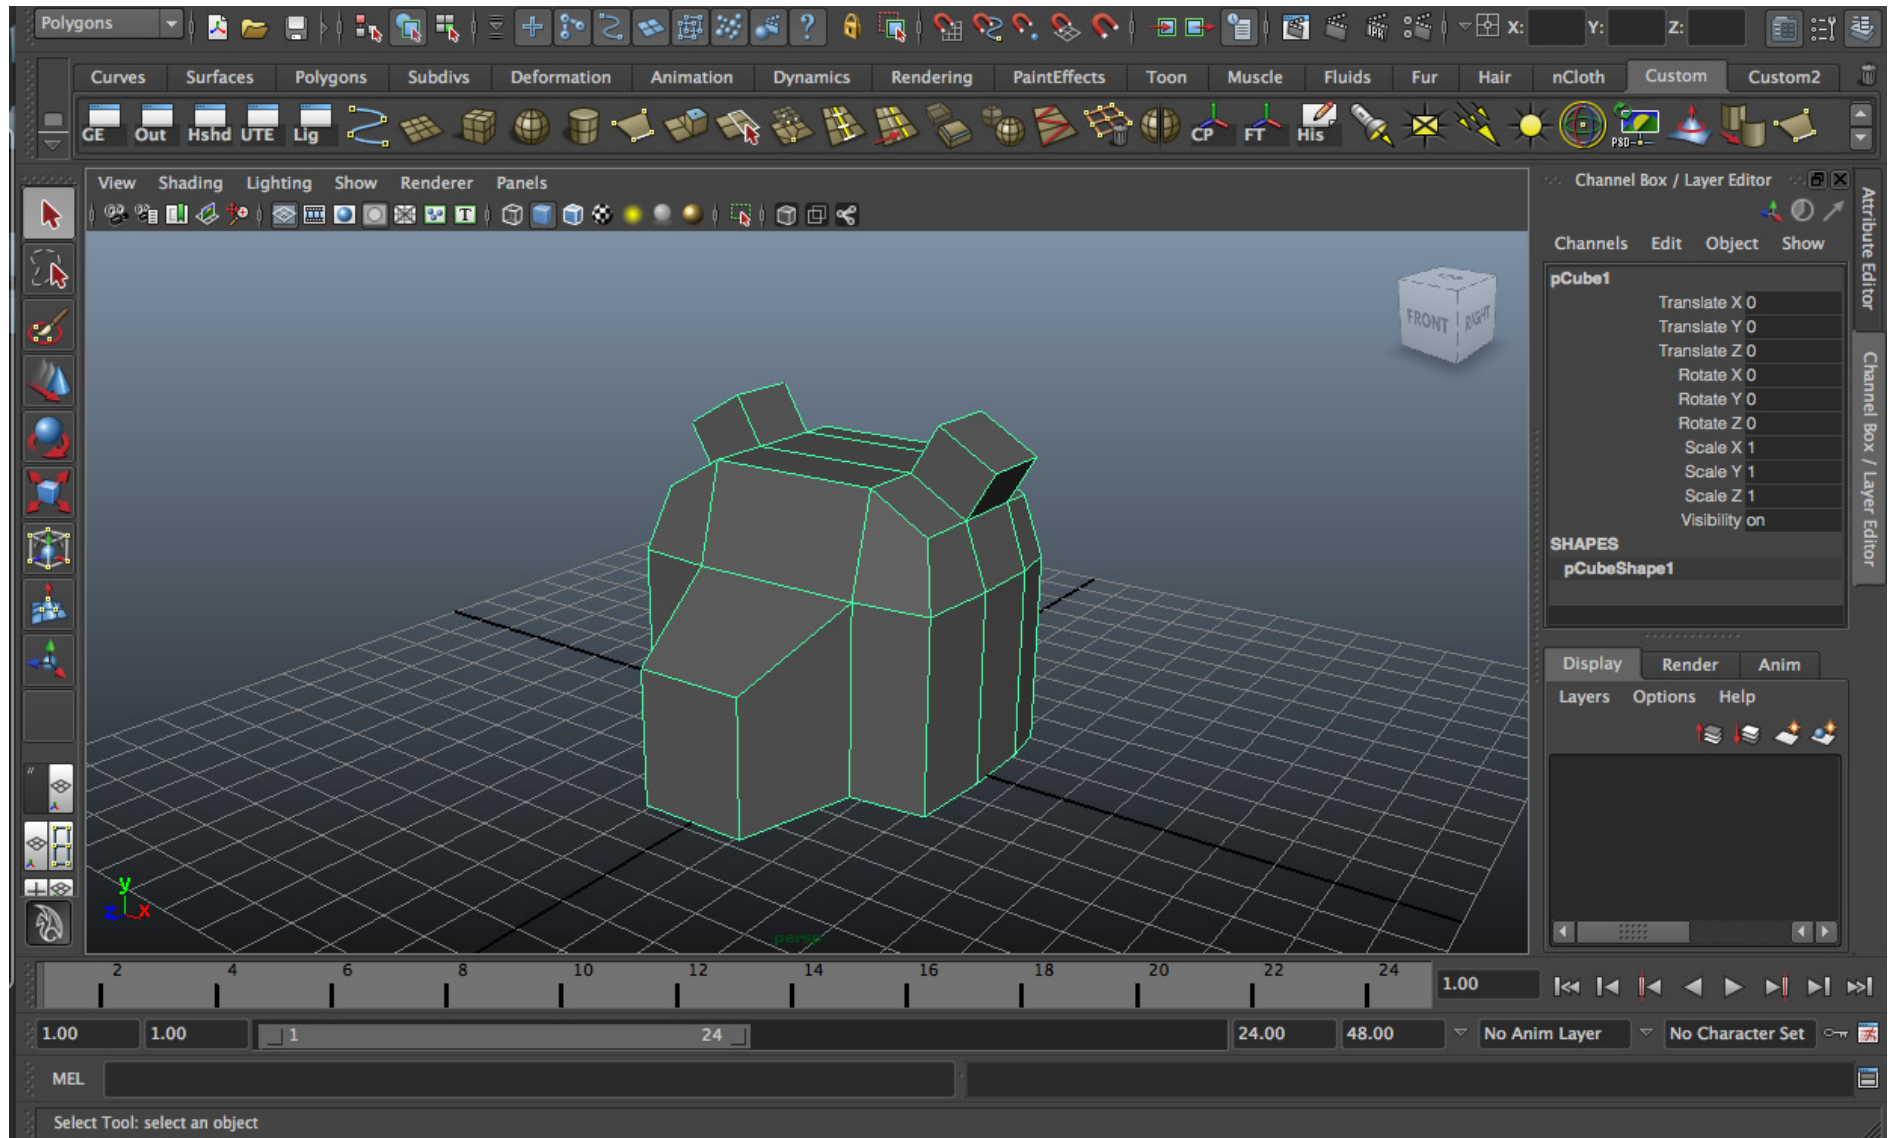 Polygons
X: Y: Z:
Curves Surfaces Polygons Subdivs Deformation Animation Dynamics Rendering PaintEffects Toon Muscle Fluids Fur Hair nCloth Custom Custom2
GE Out Hshd UTE Lig CP FT His PSD
View Shading Lighting Show Renderer Panels
Channel Box / Layer Editor
Channels Edit Object Show
pCube1
Translate X 0
Translate Y 0
Translate Z 0
Rotate X 0
Rotate Y 0
Rotate Z 0
Scale X 1
Scale Y 1
Scale Z 1
Visibility on
SHAPES
pCubeShape1
Attribute Editor
Channel Box / Layer Editor
FRONT RIGHT
Display Render Anim
Layers Options Help
y
z x
persp
2 4 6 8 10 12 14 16 18 20 22 24
1.00
1.00 1.00 1 24 24.00 48.00 No Anim Layer No Character Set
MEL
Select Tool: select an object